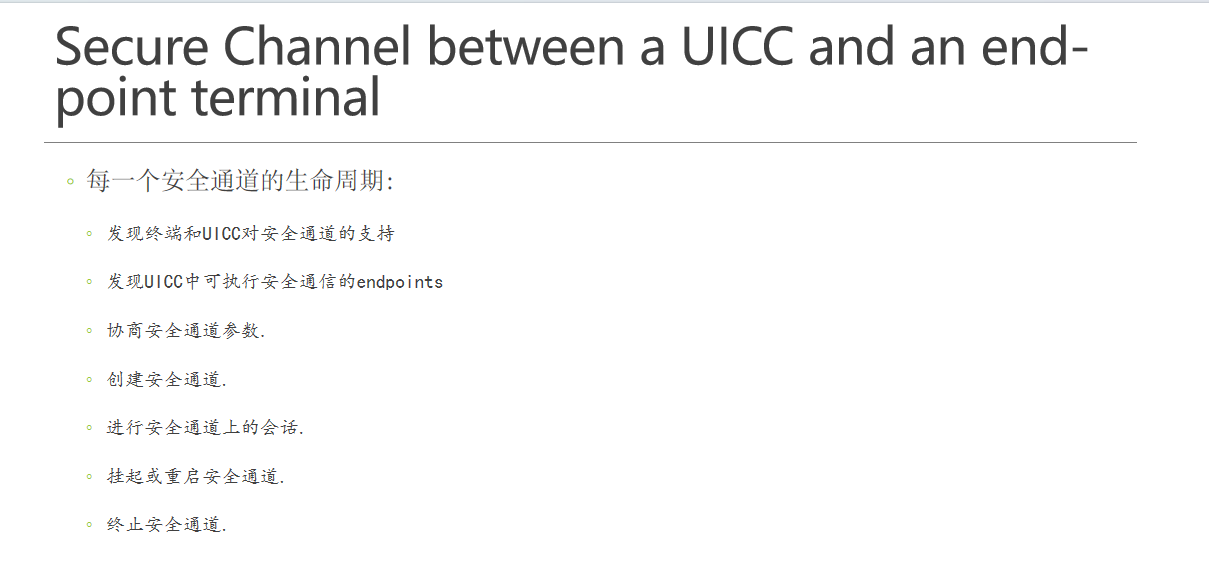 Secure Channel between a UICC and an end-
point terminal
每一个安全通道的生命周期:
发现终端和UICC对安全通道的支持
发现UICC中可执行安全通信的endpoints
协商安全通道参数.
创建安全通道.
进行安全通道上的会话.
挂起或重启安全通道.
终止安全通道.